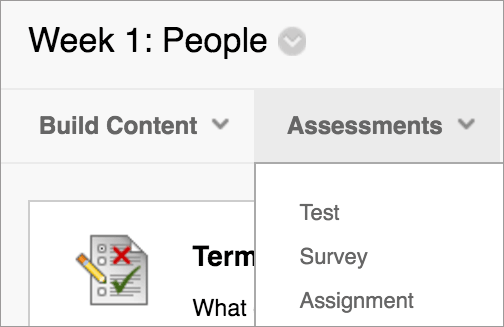 Week 1: People
Build Content
Assessments
Test
Survey
Assignment
Term
What